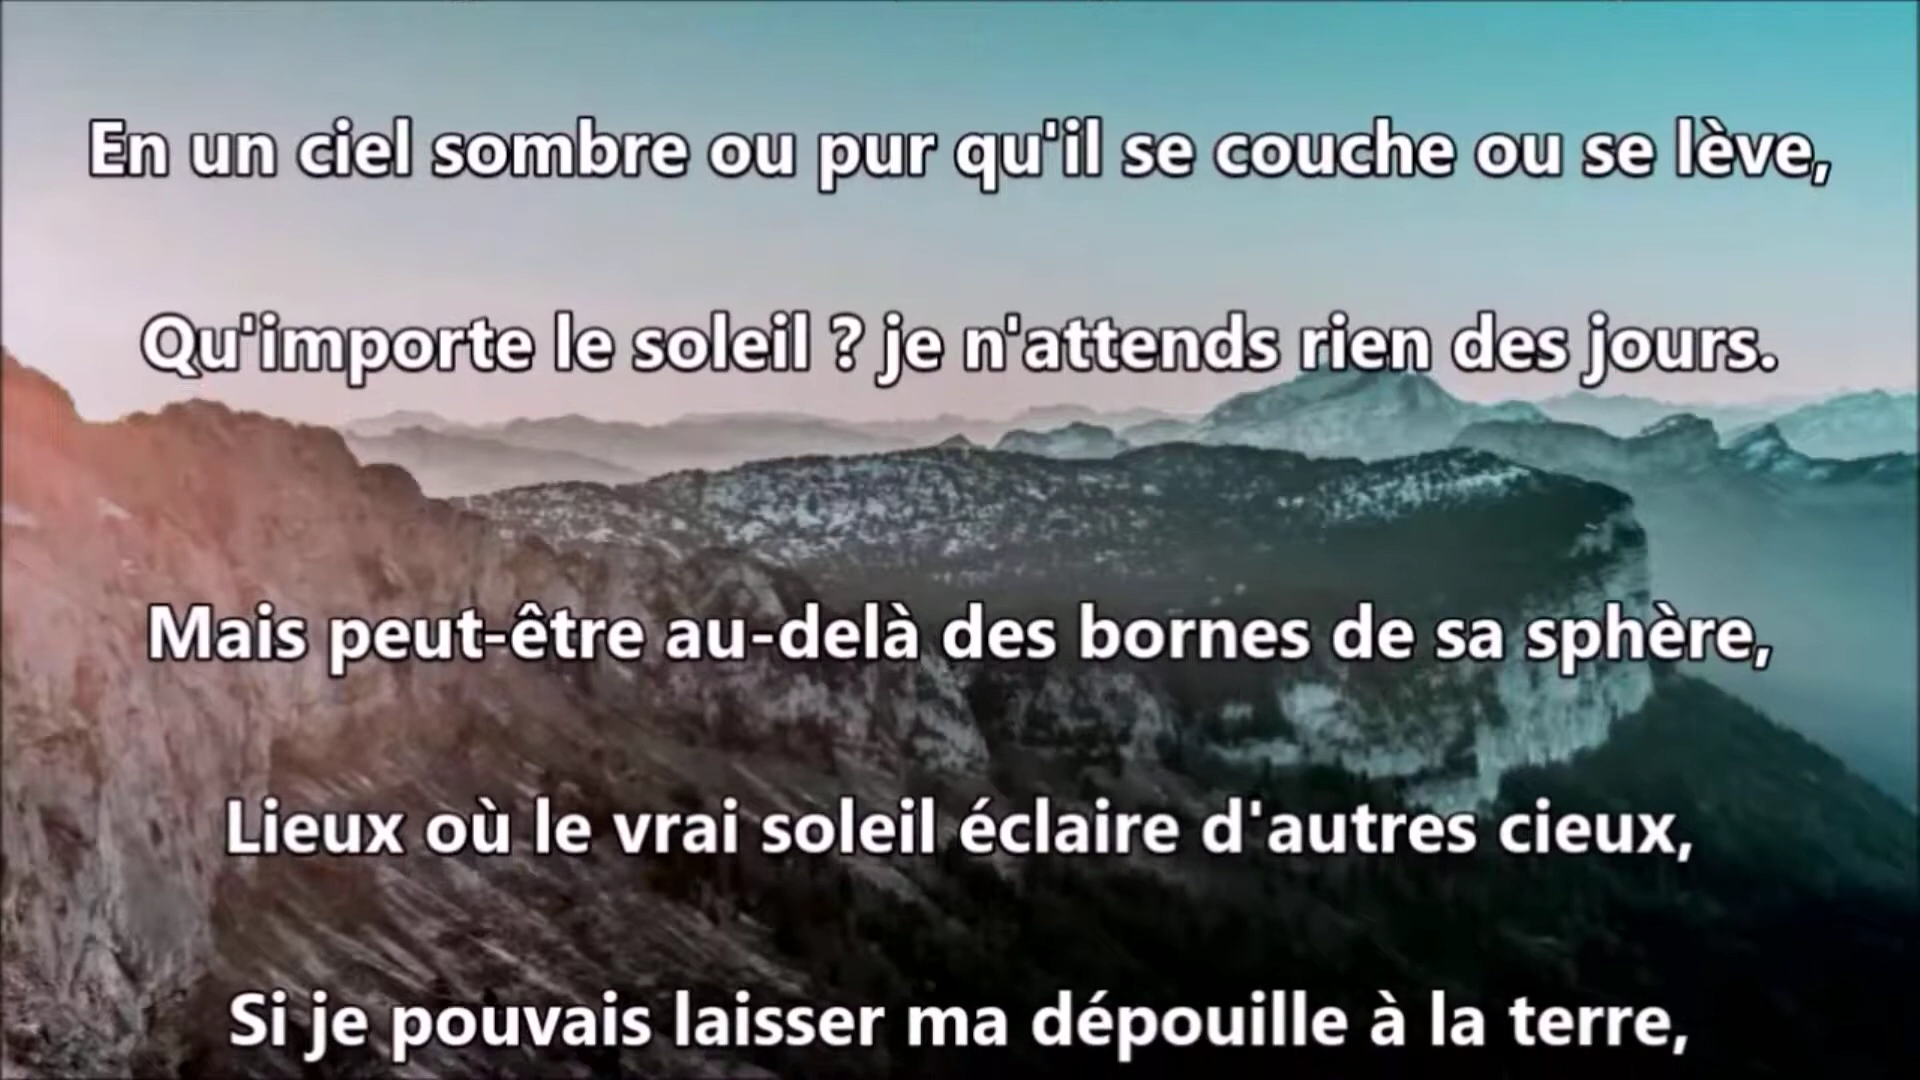 En un ciel sombre ou pur qu'il se couche ou se lève,
Qu'importe le soleil ? je n'attends rien des jours.
Mais peut-être au-delà des bornes de sa sphère,
Lieux où le vrai soleil éclaire d'autres cieux,
Si je pouvais laisser ma dépouille à la terre,